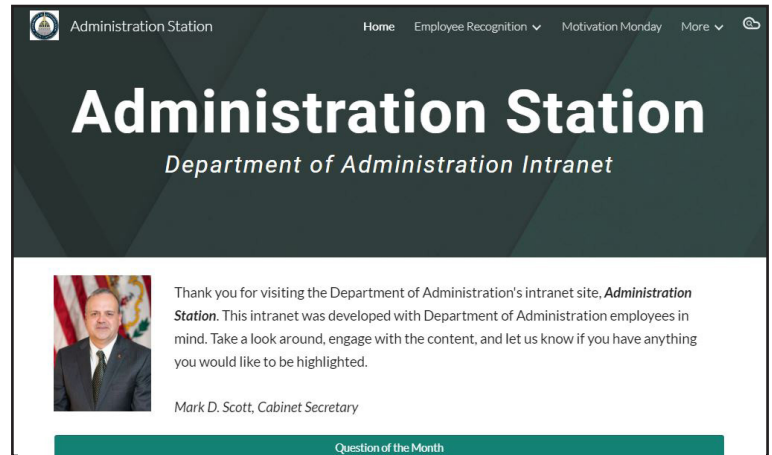 Administration Station
Home Employee Recognition Motivation Monday More
Administration Station
Department of Administration Intranet
Thank you for visiting the Department of Administration's intranet site, Administration
Station. This intranet was developed with Department of Administration employees in
mind. Take a look around, engage with the content, and let us know if you have anything
you would like to be highlighted.
Mark D. Scott, Cabinet Secretary
Question of the Month